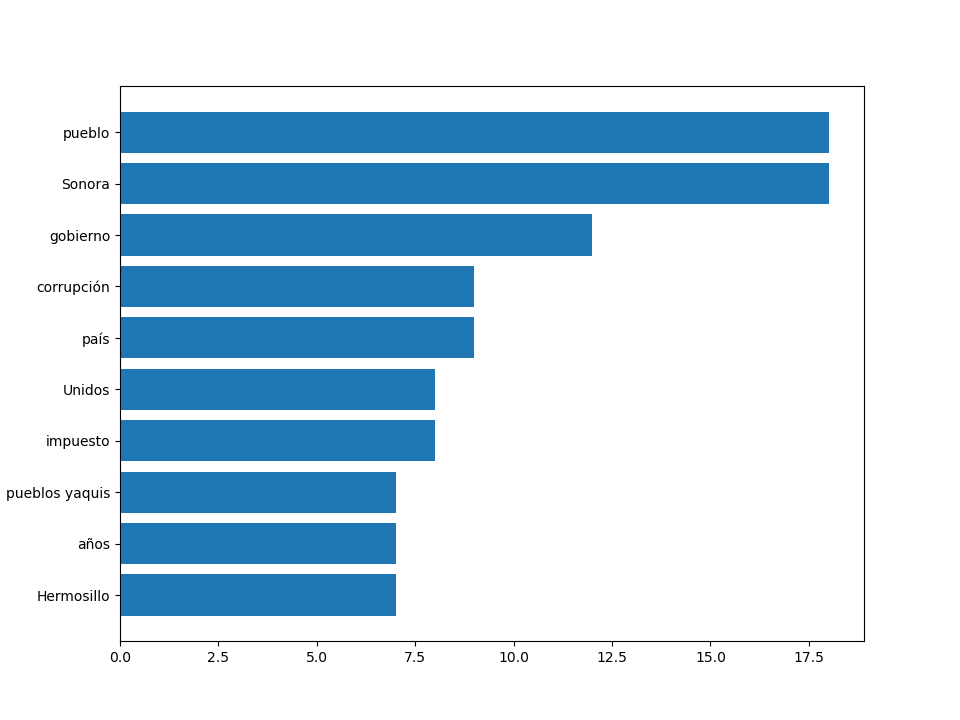 pueblo
Sonora
gobierno
corrupción
país
Unidos
impuesto
pueblos yaquis
años
Hermosillo
0.0 2.5 5.0 7.5 10.0 12.5 15.0 17.5